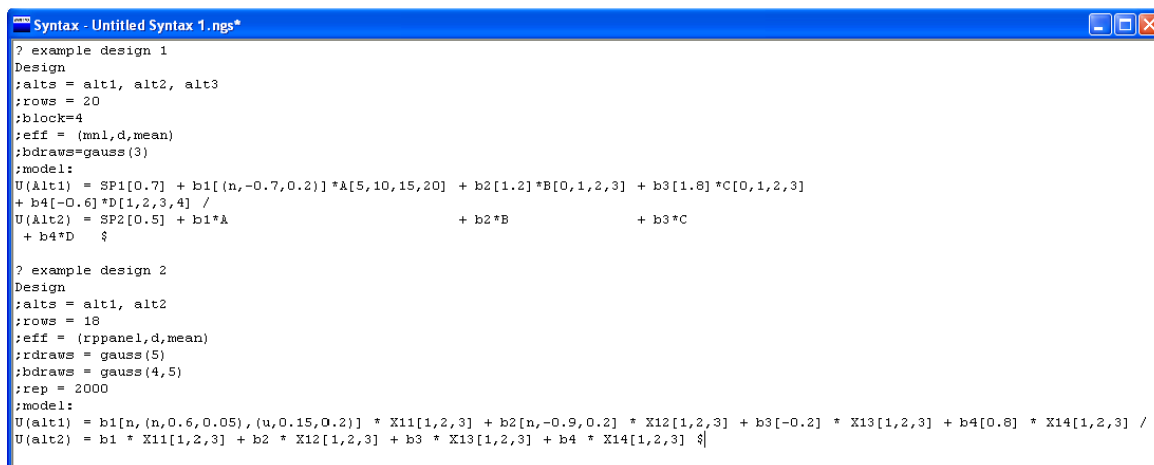 Syntax - Untitled Syntax 1.ngs*
? example design 1
Design
;alts = alt1, alt2, alt3
;rows = 20
;block=4
;eff = (mnl,d,mean)
;bdraws=gauss(3)
;model:
U(Alt1) = SP1[0.7] + b1[(n,-0.7,0.2)]*A[5,10,15,20] + b2[1.2]*B[0,1,2,3] + b3[1.8]*C[0,1,2,3]
+ b4[-0.6]*D[1,2,3,4] /
U(Alt2) = SP2[0.5] + b1*A + b2*B + b3*C
+ b4*D $
? example design 2
Design
;alts = alt1, alt2
;rows = 18
;eff = (rppanel,d,mean)
;rdraws = gauss(5)
;bdraws = gauss(4,5)
;rep = 2000
;model:
U(alt1) = b1[n,(n,0.6,0.05),(u,0.15,0.2)] * X11[1,2,3] + b2[n,-0.9,0.2] * X12[1,2,3] + b3[-0.2] * X13[1,2,3] + b4[0.8] * X14[1,2,3] /
U(alt2) = b1 * X11[1,2,3] + b2 * X12[1,2,3] + b3 * X13[1,2,3] + b4 * X14[1,2,3] $